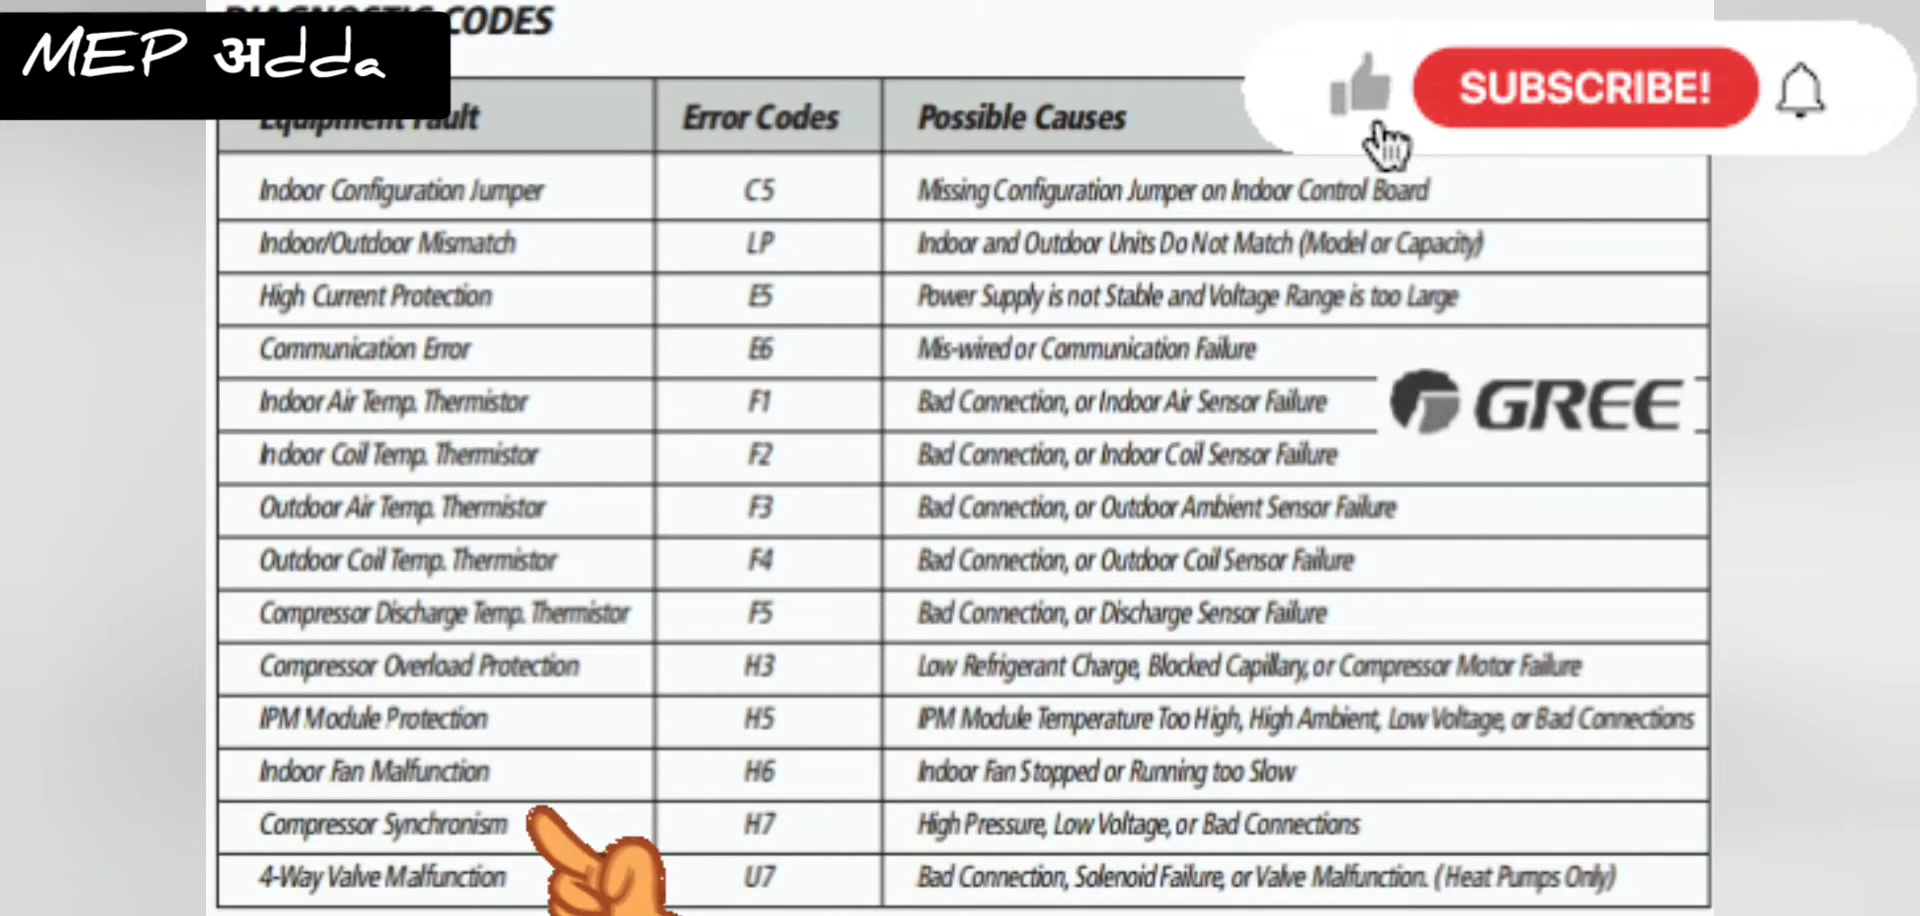 CODES
MEP अdda
SUBSCRIBE!
Equipment Fault Error Codes Possible Causes
Indoor Configuration Jumper C5 Missing Configuration Jumper on Indoor Control Board
Indoor/Outdoor Mismatch LP Indoor and Outdoor Units Do Not Match (Model or Capacity)
High Current Protection E5 Power Supply is not Stable and Voltage Range is too Large
Communication Error E6 Mis-wired or Communication Failure
Indoor Air Temp. Thermistor F1 Bad Connection, or Indoor Air Sensor Failure
GREE
Indoor Coil Temp. Thermistor F2 Bad Connection, or Indoor Coil Sensor Failure
Outdoor Air Temp. Thermistor F3 Bad Connection, or Outdoor Ambient Sensor Failure
Outdoor Coil Temp. Thermistor F4 Bad Connection, or Outdoor Coil Sensor Failure
Compressor Discharge Temp. Thermistor F5 Bad Connection, or Discharge Sensor Failure
Compressor Overload Protection H3 Low Refrigerant Charge, Blocked Capillary, or Compressor Motor Failure
IPM Module Protection H5 IPM Module Temperature Too High, High Ambient, Low Voltage, or Bad Connections
Indoor Fan Malfunction H6 Indoor Fan Stopped or Running too Slow
Compressor Synchronism H7 High Pressure, Low Voltage, or Bad Connections
4-Way Valve Malfunction U7 Bad Connection, Solenoid Failure, or Valve Malfunction. (Heat Pumps Only)